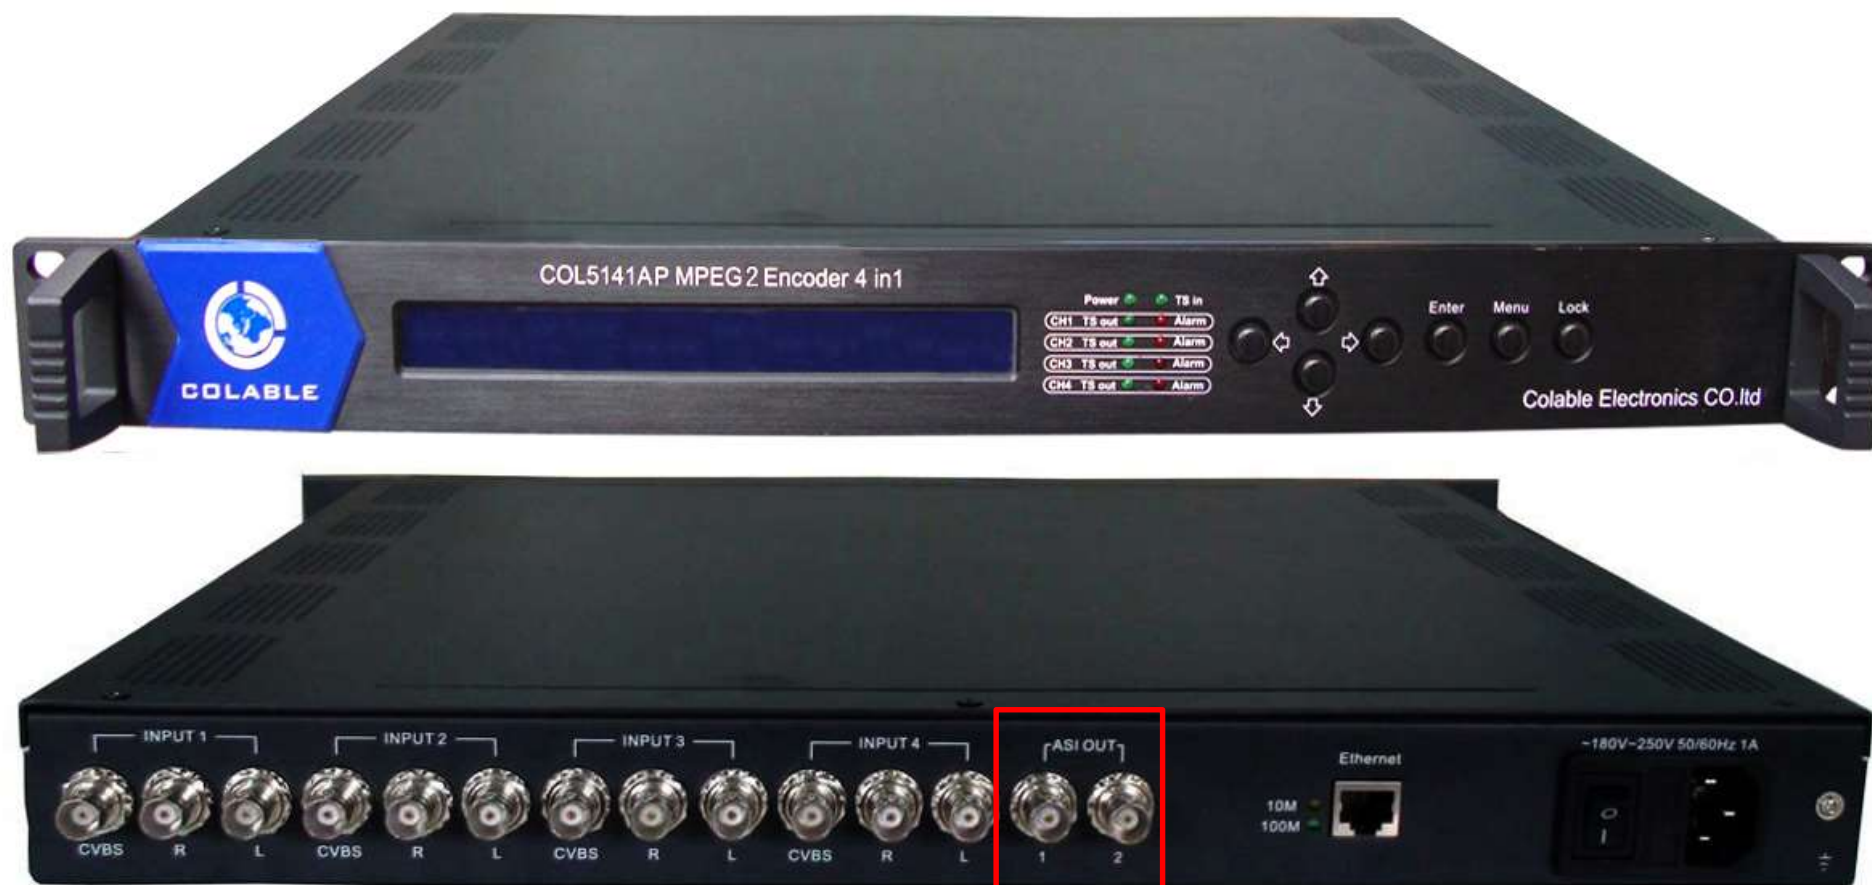 COL5141AP MPEG2 Encoder 4 in1
COLABLE
Power TS in
CH1 TS out Alarm
CH2 TS out Alarm
CH3 TS out Alarm
CH4 TS out Alarm
Enter Menu Lock
Colable Electronics CO.ltd
INPUT 1 INPUT 2 INPUT 3 INPUT 4 ASI OUT
CVBS R L CVBS R L CVBS R L CVBS R L 1 2
Ethernet
10M
100M
~180V~250V 50/60Hz 1A
O
I